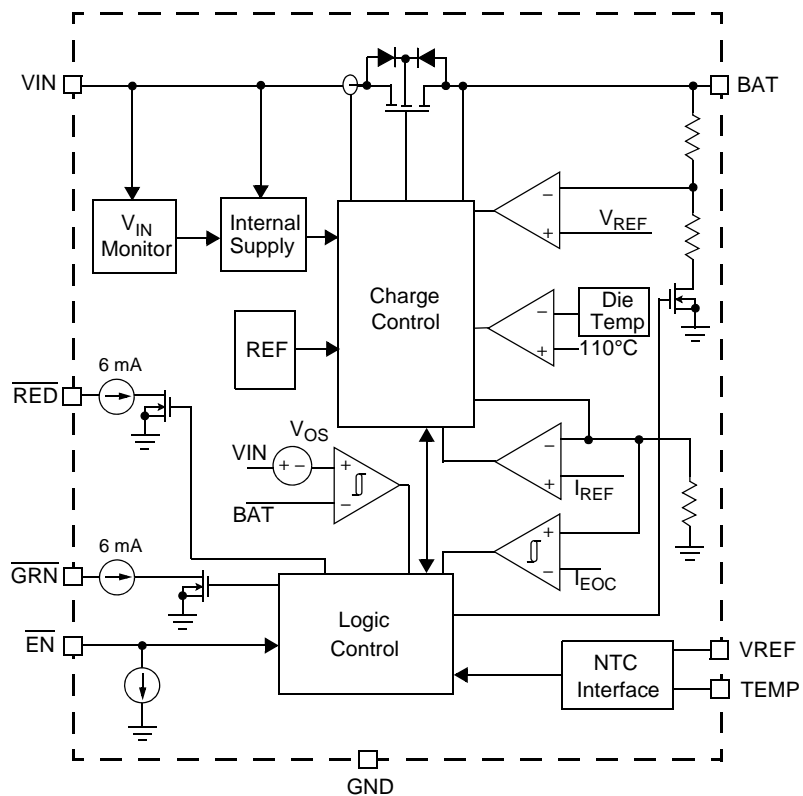 VIN
BAT
V_IN
Monitor
Internal
Supply
−
V_REF
+
Charge
Control
Die
Temp
−
110°C
+
REF
6 mA
RED
V_OS
VIN
+ −
+
−
BAT
−
I_REF
+
6 mA
GRN
+
−
I_EOC
EN
Logic
Control
NTC
Interface
VREF
TEMP
GND